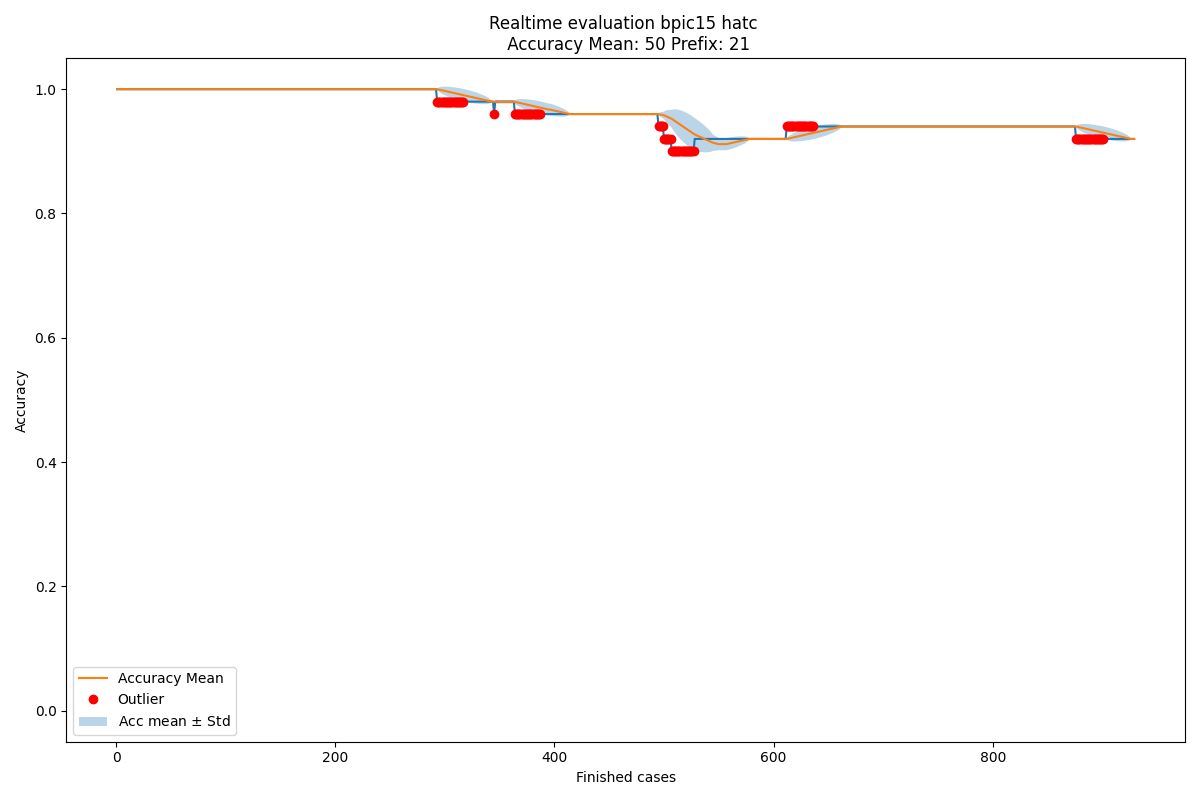 Realtime evaluation bpic15 hatc
Accuracy Mean: 50 Prefix: 21
1.0
0.8
0.6
0.4
0.2
0.0
Accuracy
Accuracy Mean
Outlier
Acc mean ± Std
0 200 400 600 800
Finished cases